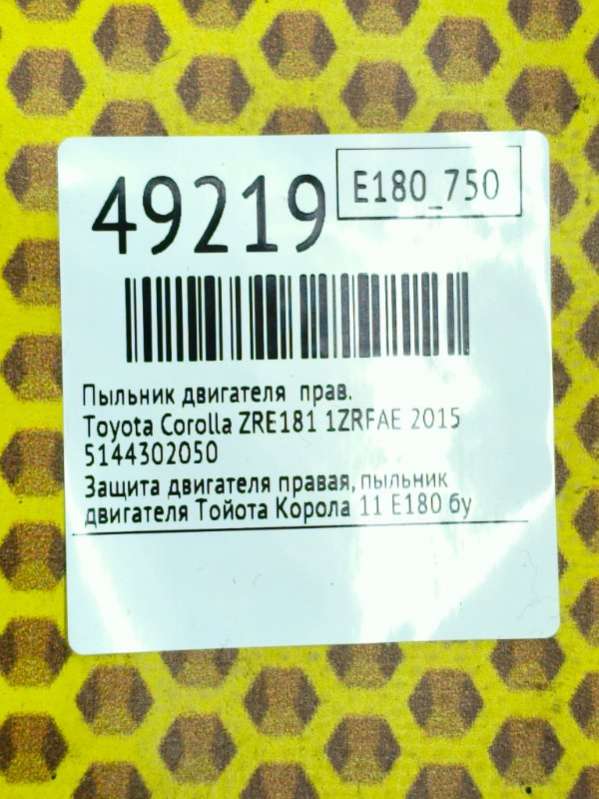 49219
E180_750
Пыльник двигателя прав.
Toyota Corolla ZRE181 1ZRFAE 2015
5144302050
Защита двигателя правая, пыльник
двигателя Тойота Корола 11 Е180 бу